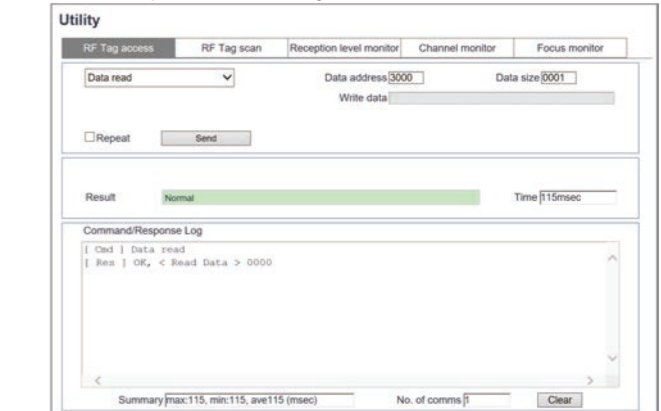 Utility
RF Tag access RF Tag scan Reception level monitor Channel monitor Focus monitor
Data read Data address 3000 Data size 0001
Write data
Repeat Send
Result Normal Time 115msec
Command/Response Log
[ Cmd ] Data read
[ Res ] OK, < Read Data > 0000
Summary max:115, min:115, ave115 (msec) No. of comms 1 Clear